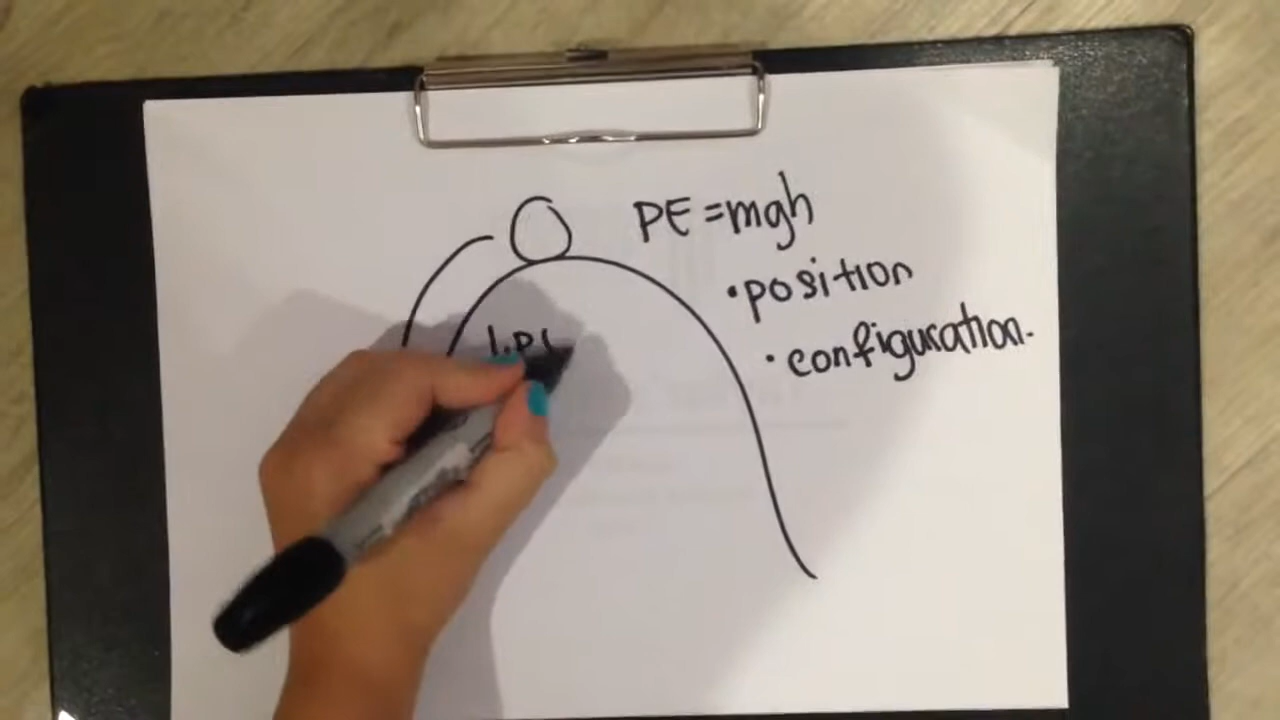 PE = mgh
• position
• configuration.